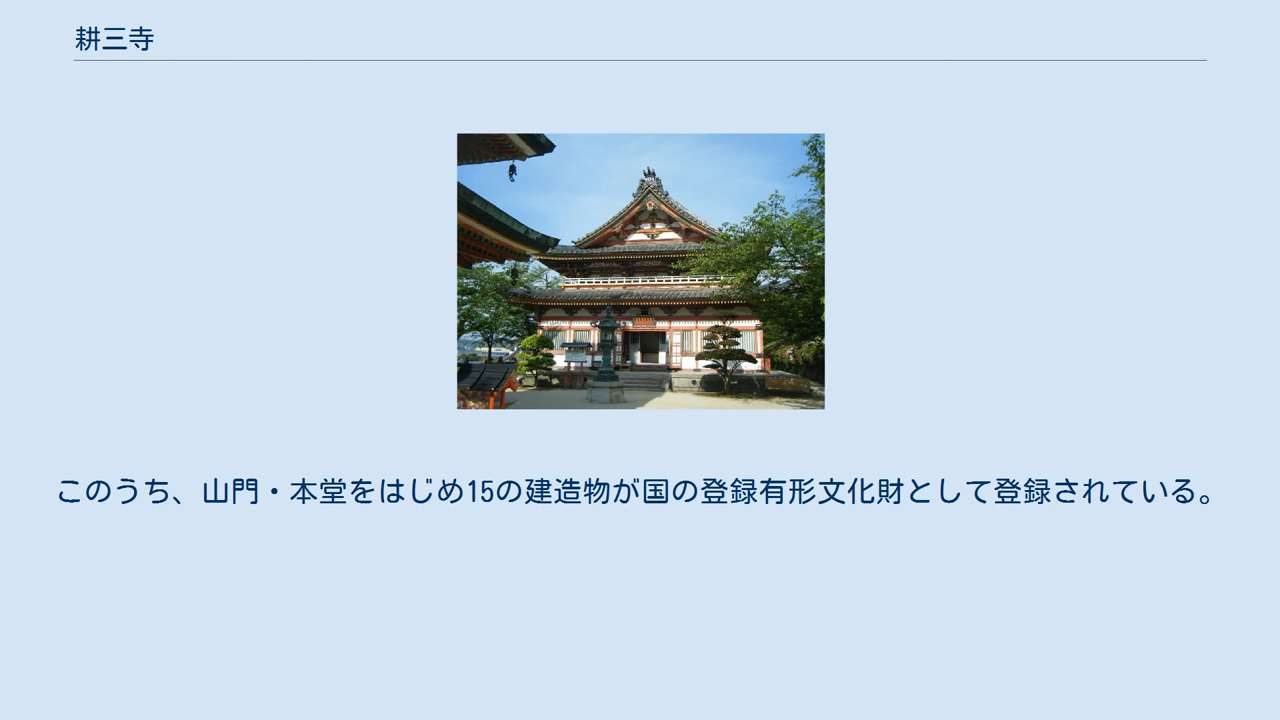 耕三寺
このうち、山門・本堂をはじめ15の建造物が国の登録有形文化財として登録されている。